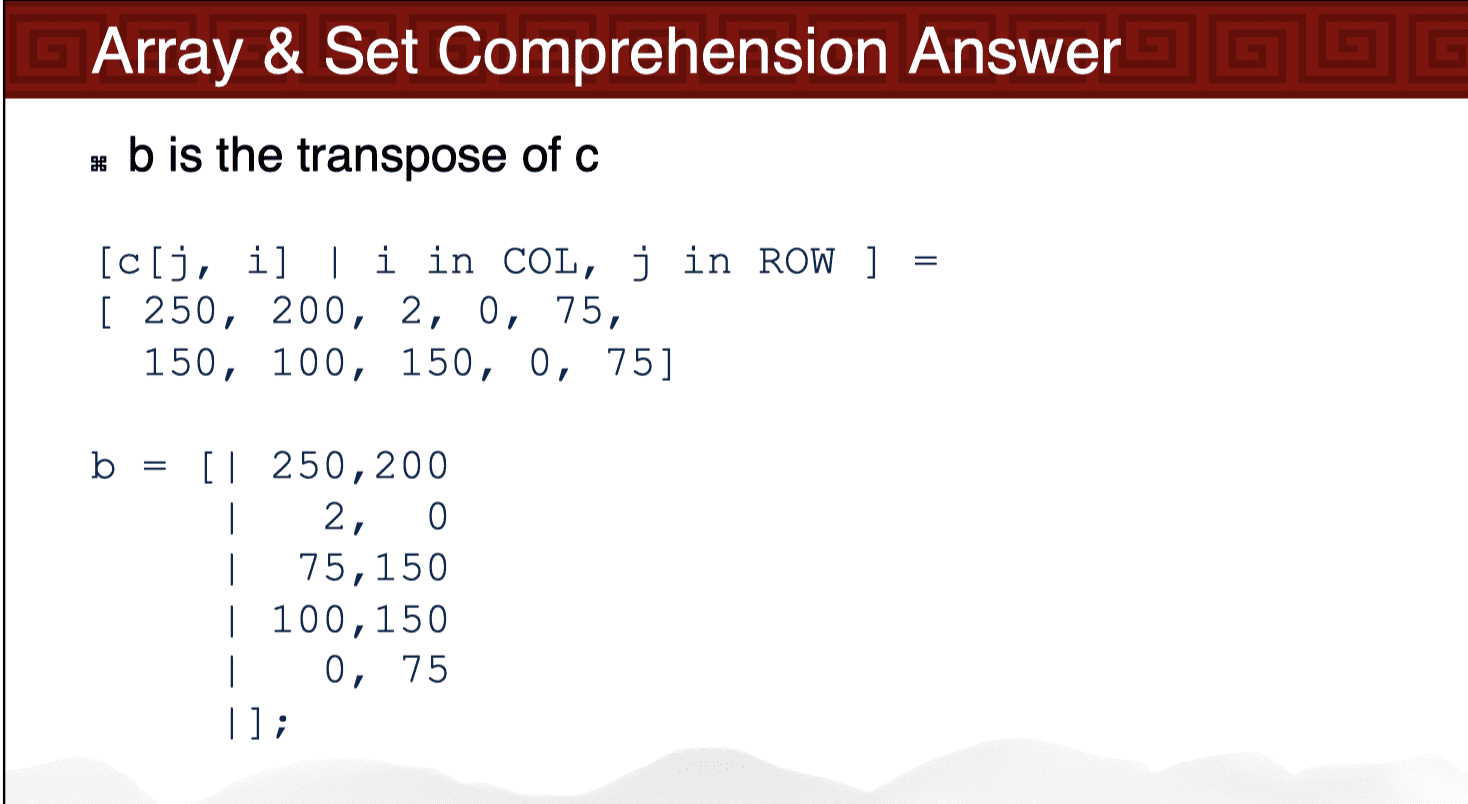 Array & Set Comprehension Answer
⌘ b is the transpose of c
[c[j, i] | i in COL, j in ROW ] =
[ 250, 200, 2, 0, 75,
150, 100, 150, 0, 75]
b = [| 250,200
| 2, 0
| 75,150
| 100,150
| 0, 75
|];